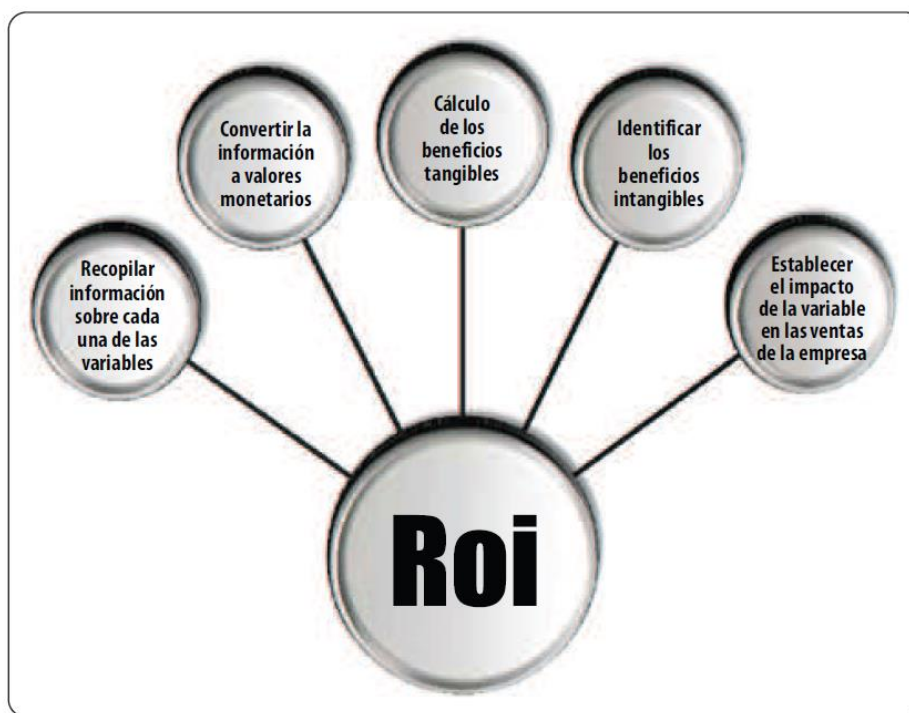 Recopilar
información
sobre cada
una de las
variables
Convertir la
información
a valores
monetarios
Cálculo
de los
beneficios
tangibles
Identificar
los
beneficios
intangibles
Establecer
el impacto
de la variable
en las ventas
de la empresa
Roi